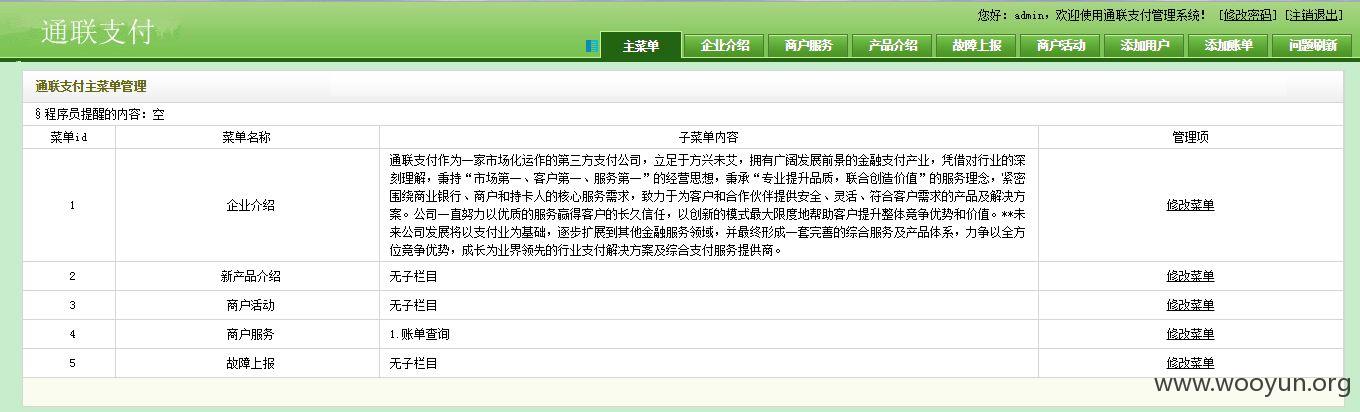 您好：admin，欢迎使用通联支付管理系统！ [修改密码] [注销退出]
通联支付
主菜单 企业介绍 商户服务 产品介绍 故障上报 商户活动 添加用户 添加账单 问题刷新
通联支付主菜单管理
§程序员提醒的内容：空
菜单id 菜单名称 子菜单内容 管理项
通联支付作为一家市场化运作的第三方支付公司，立足于方兴未艾，拥有广阔发展前景的金融支付产业，凭借对行业的深
刻理解，秉持“市场第一、客户第一、服务第一”的经营思想，秉承“专业提升品质，联合创造价值”的服务理念，紧密
围绕商业银行、商户和持卡人的核心服务需求，致力于为客户和合作伙伴提供安全、灵活、符合客户需求的产品及解决方
案。公司一直努力以优质的服务赢得客户的长久信任，以创新的模式最大限度地帮助客户提升整体竞争优势和价值。**未
来公司发展将以支付业为基础，逐步扩展到其他金融服务领域，并最终形成一套完善的综合服务及产品体系，力争以全方
位竞争优势，成长为业界领先的行业支付解决方案及综合支付服务提供商。
1 企业介绍 修改菜单
2 新产品介绍 无子栏目 修改菜单
3 商户活动 无子栏目 修改菜单
4 商户服务 1.账单查询 修改菜单
5 故障上报 无子栏目 修改菜单
www.wooyun.org